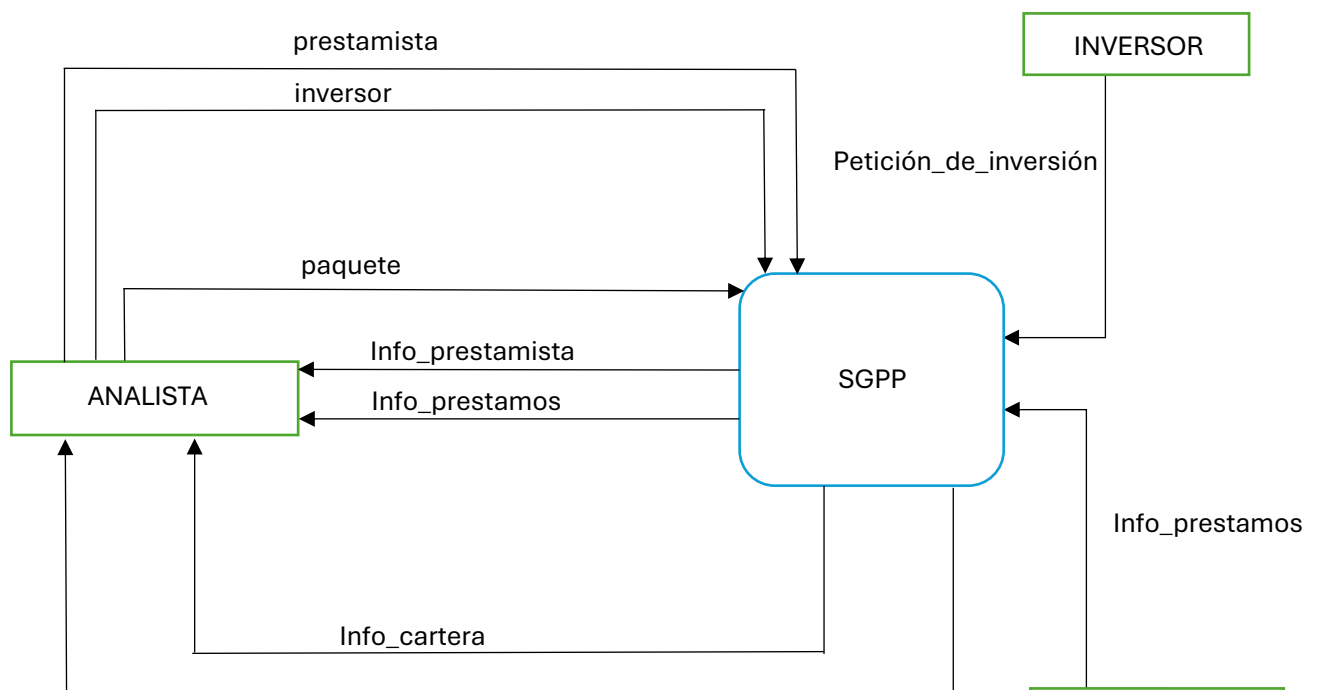 prestamista
INVERSOR
inversor
Petición_de_inversión
paquete
Info_prestamista
SGPP
ANALISTA
Info_prestamos
Info_prestamos
Info_cartera